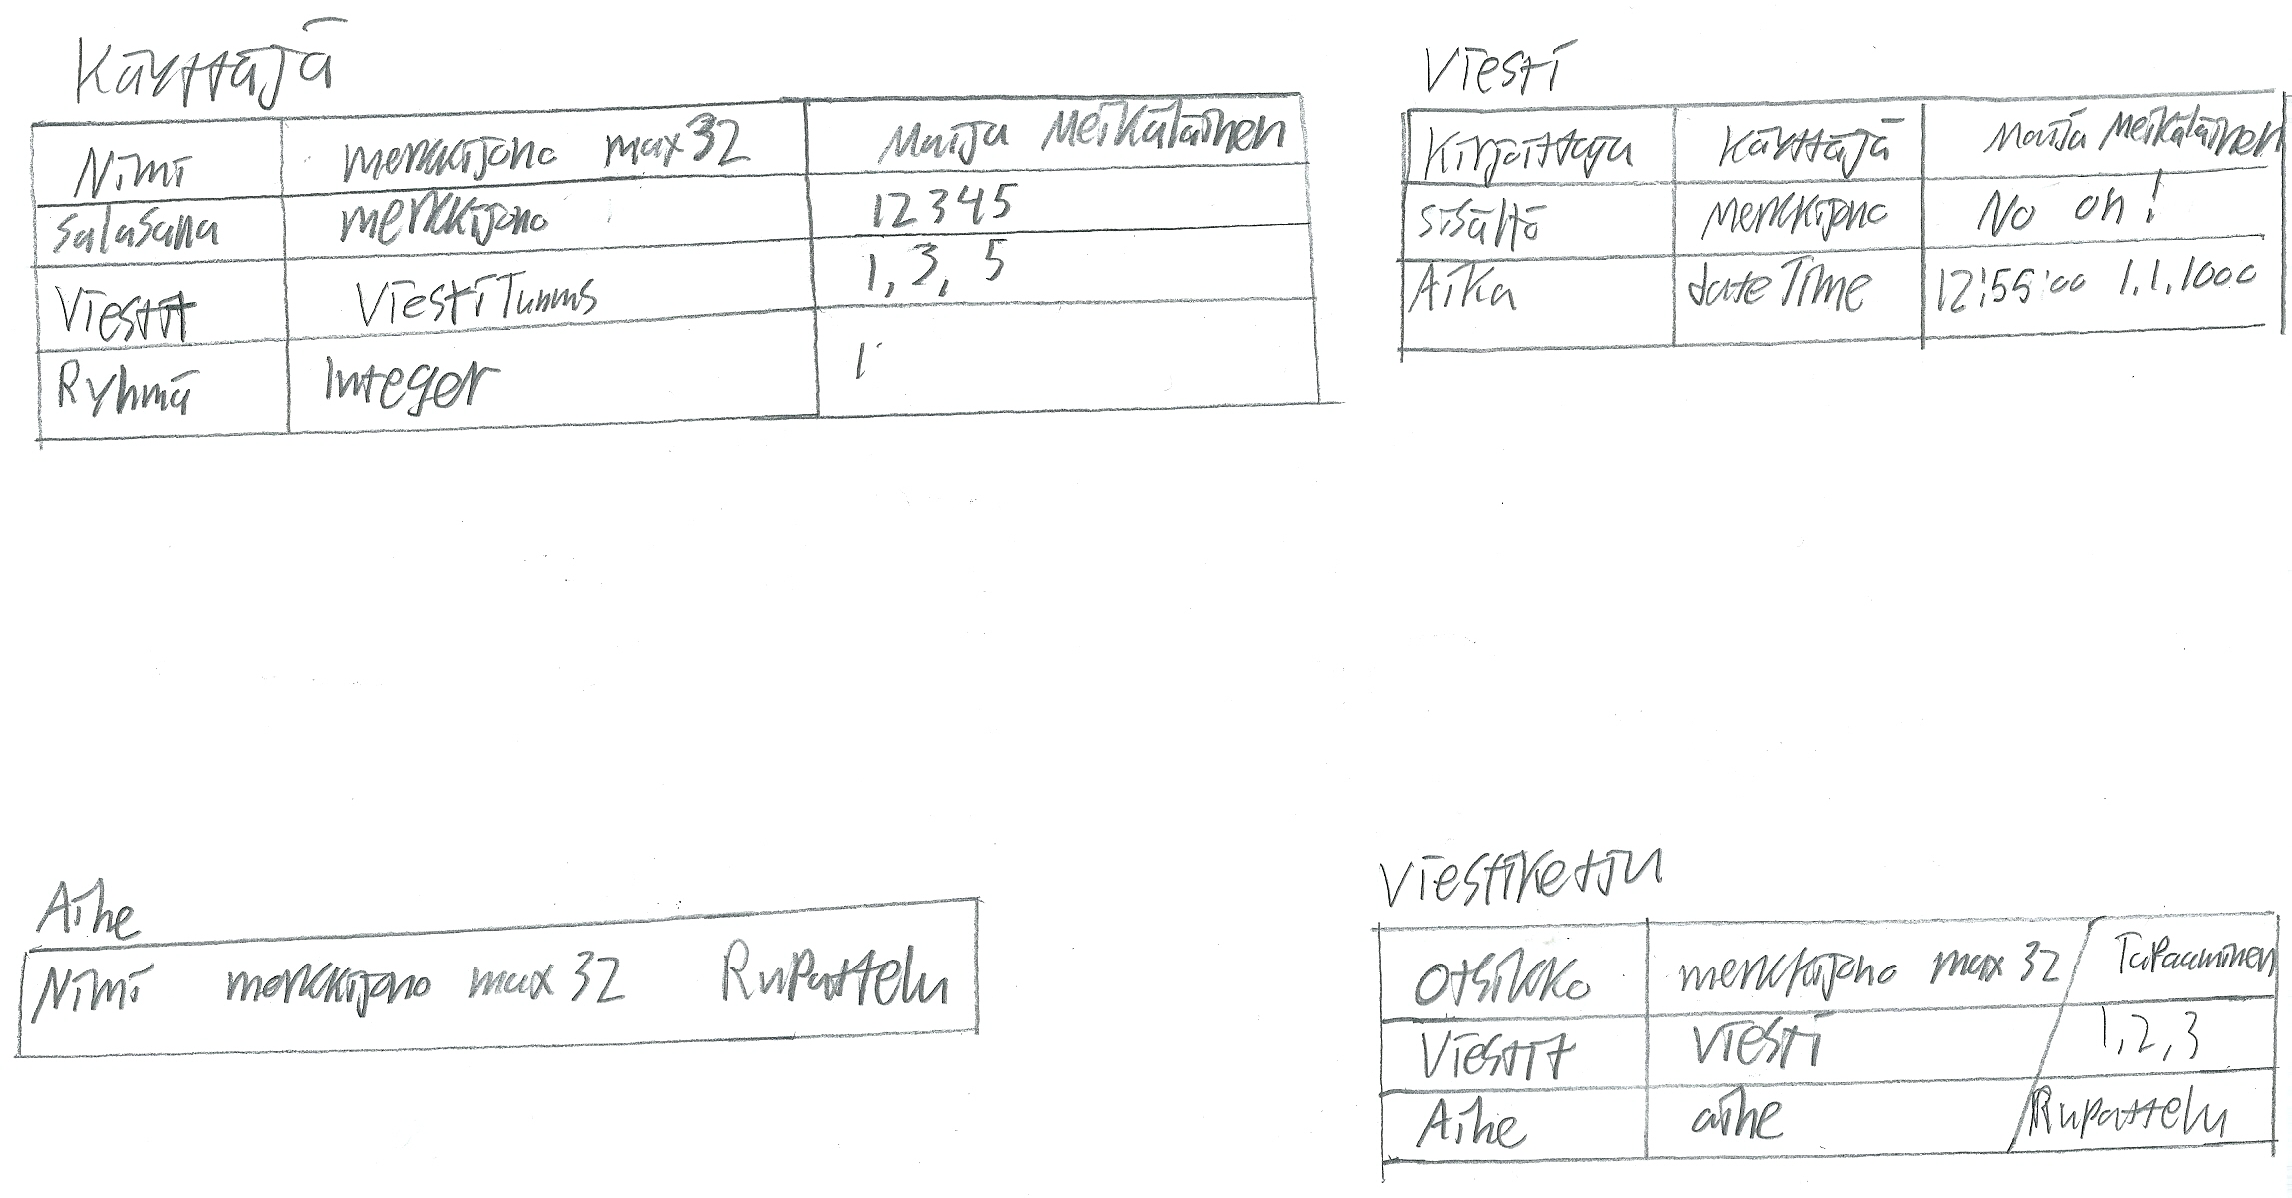 Käyttäjä
Nimi merkkijono max 32 Maija Meikäläinen
Salasana merkkijono 12345
Viestit ViestiTunnus 1, 3, 5
Ryhmä Integer 1
Viesti
Kirjoittaja Käyttäjä Maija Meikäläinen
Sisältö Merkkijono No on!
Aika dateTime 12:55:00 1.1.1000
Aihe
Nimi merkkijono max 32 Rupattelu
Viestiketju
Otsikko merkkijono max 32 Tapaaminen
Viestit Viesti 1,2,3
Aihe aihe Rupattelu